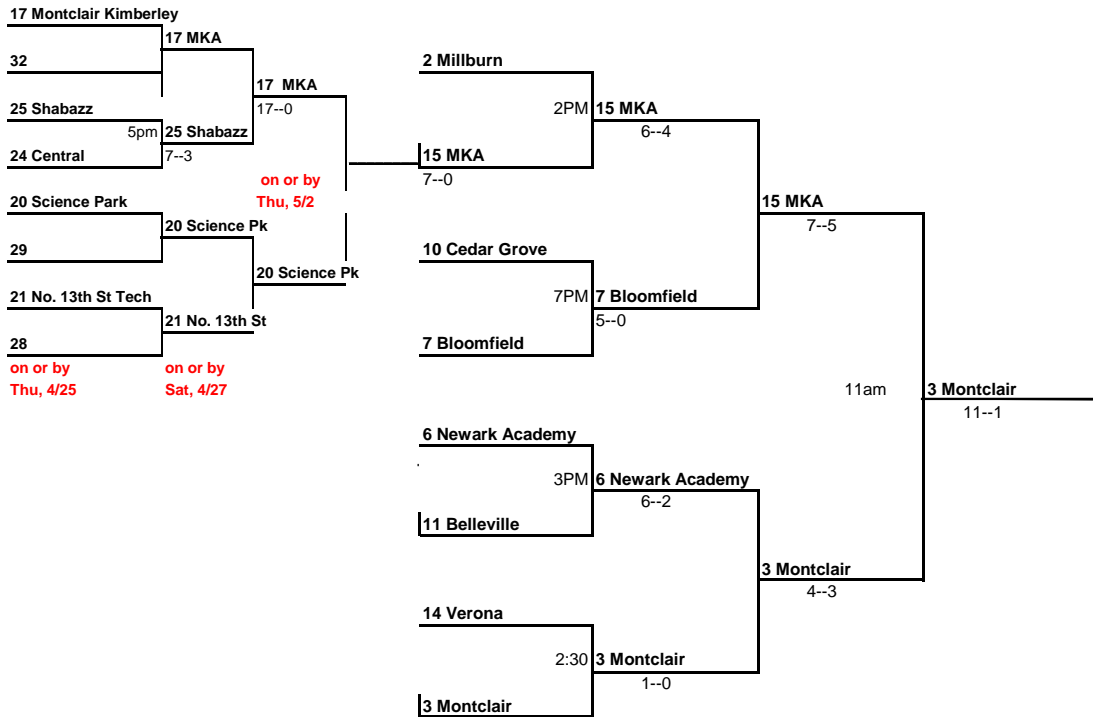 17 Montclair Kimberley
17 MKA
32
17 MKA
17--0
25 Shabazz
5pm
25 Shabazz
7--3
24 Central
on or by
Thu, 5/2
20 Science Park
20 Science Pk
29
20 Science Pk
21 No. 13th St Tech
21 No. 13th St
28
on or by
Thu, 4/25
on or by
Sat, 4/27
2 Millburn
2PM
15 MKA
6--4
15 MKA
7--0
15 MKA
7--5
10 Cedar Grove
7PM
7 Bloomfield
5--0
7 Bloomfield
11am
3 Montclair
11--1
6 Newark Academy
3PM
6 Newark Academy
6--2
11 Belleville
3 Montclair
4--3
14 Verona
2:30
3 Montclair
1--0
3 Montclair